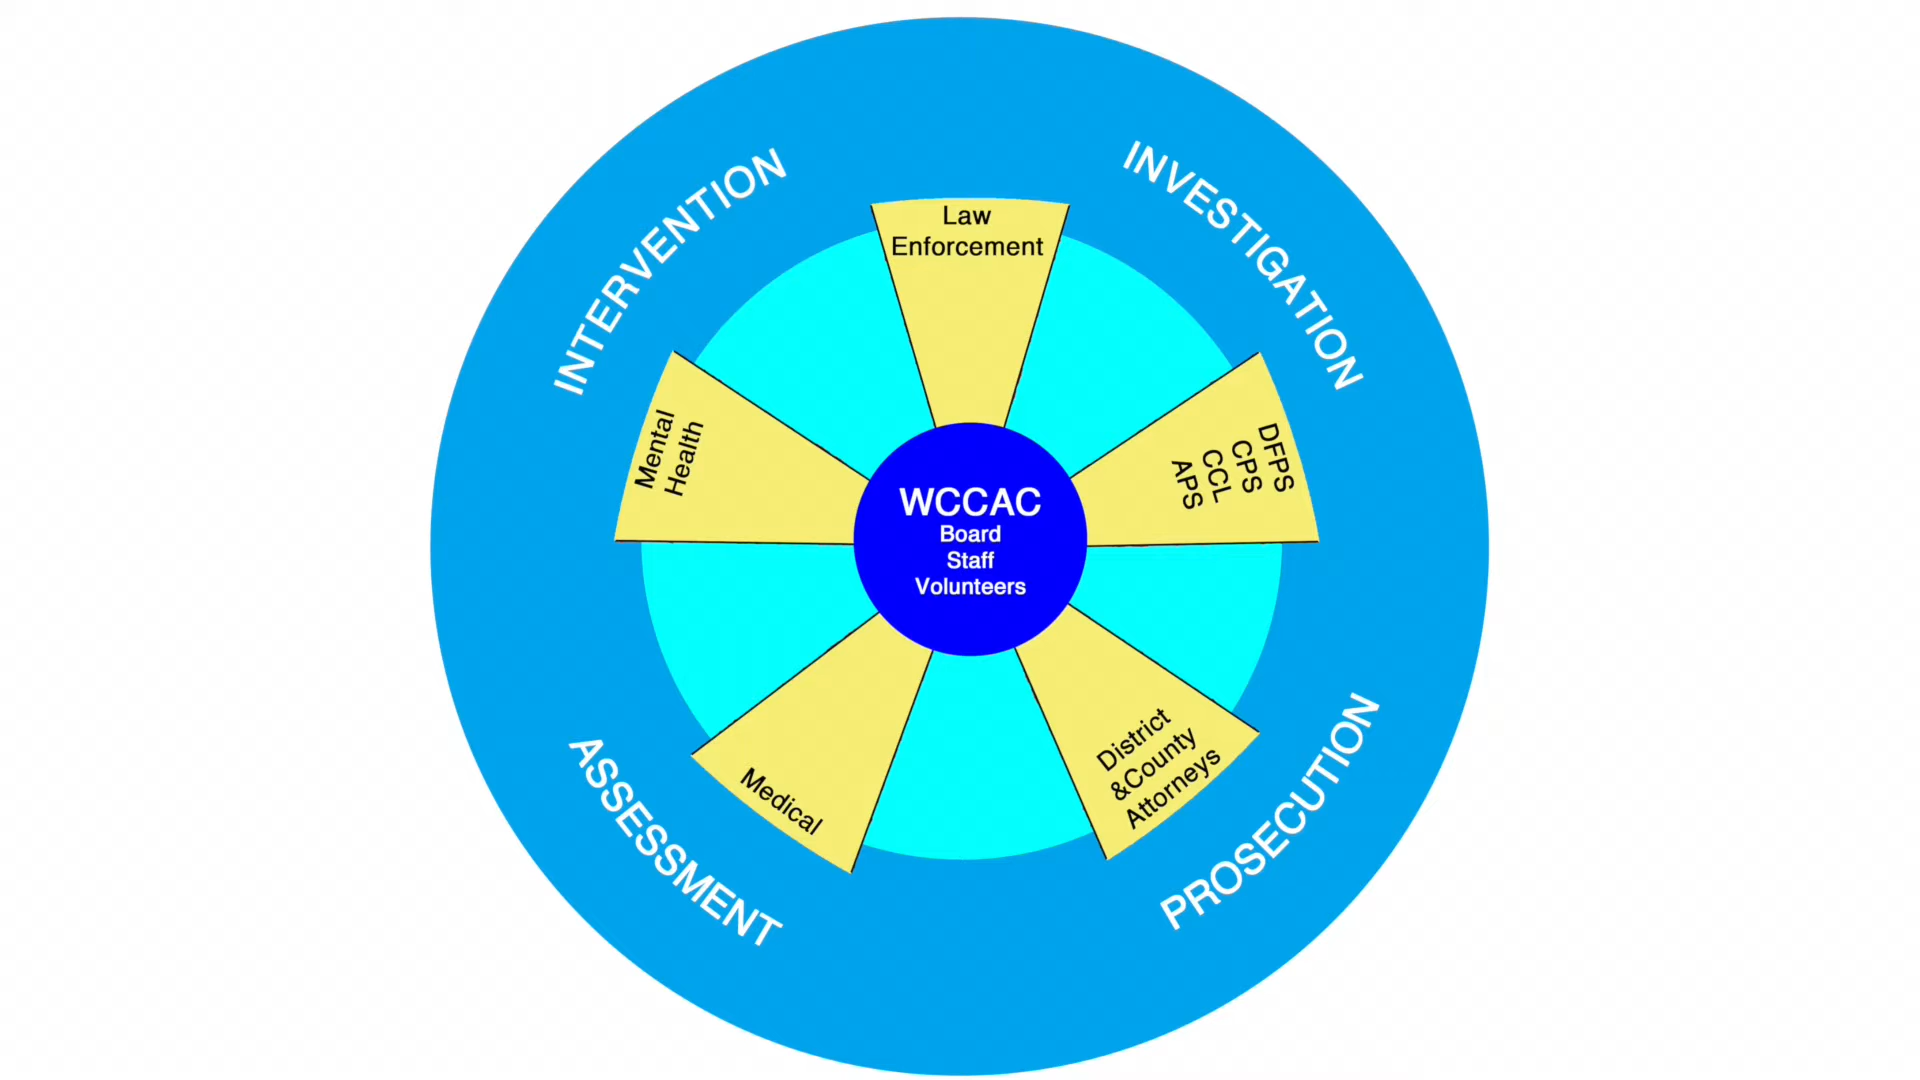 INTERVENTION
INVESTIGATION
Law
Enforcement
Mental
Health
DFPS
CPS
CCL
APS
WCCAC
Board
Staff
Volunteers
Medical
District
&County
Attorneys
ASSESSMENT
PROSECUTION